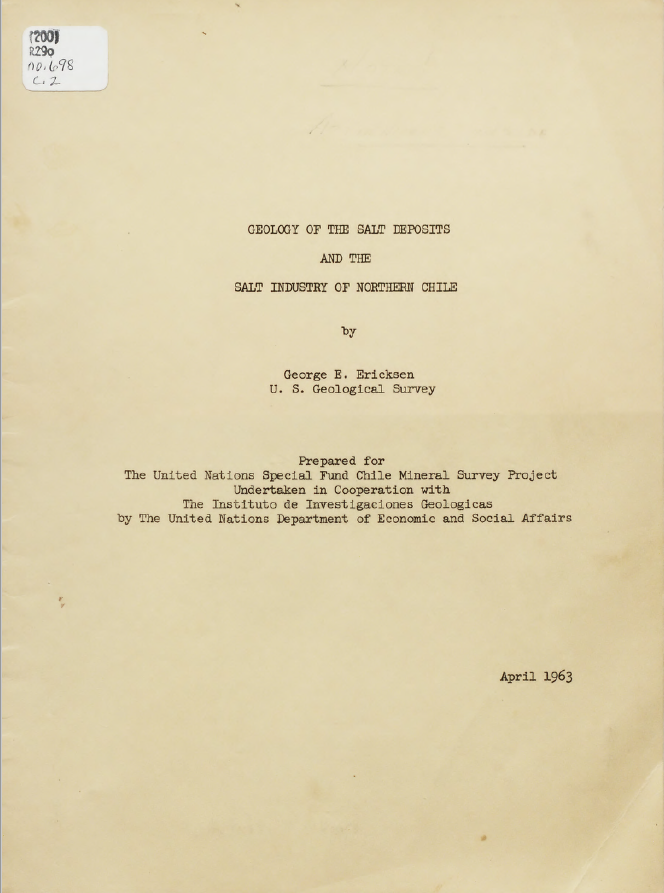 (200)
R29o
no.698
c.2
GEOLOGY OF THE SALT DEPOSITS
AND THE
SALT INDUSTRY OF NORTHERN CHILE
by
George E. Ericksen
U. S. Geological Survey
Prepared for
The United Nations Special Fund Chile Mineral Survey Project
Undertaken in Cooperation with
The Instituto de Investigaciones Geologicas
by The United Nations Department of Economic and Social Affairs
April 1963